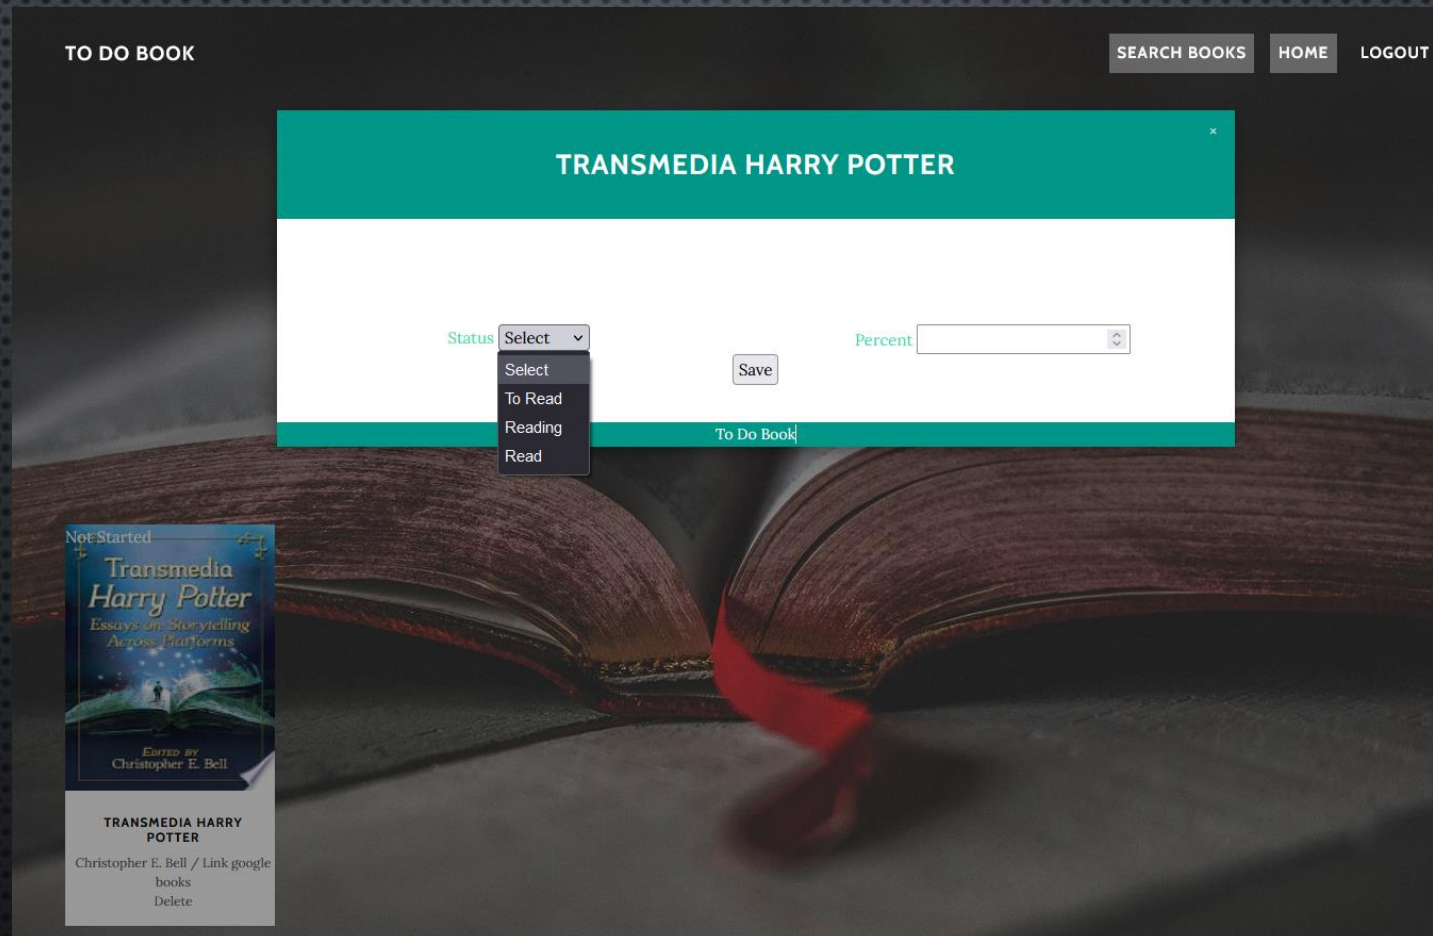 TO DO BOOK
SEARCH BOOKS HOME LOGOUT
×
TRANSMEDIA HARRY POTTER
Status Select
Percent
Select
To Read
Reading
Read
Save
To Do Book
Not Started
Transmedia
Harry Potter
Essays on Storytelling
Across Platforms
EDITED BY
Christopher E. Bell
TRANSMEDIA HARRY
POTTER
Christopher E. Bell / Link google
books
Delete